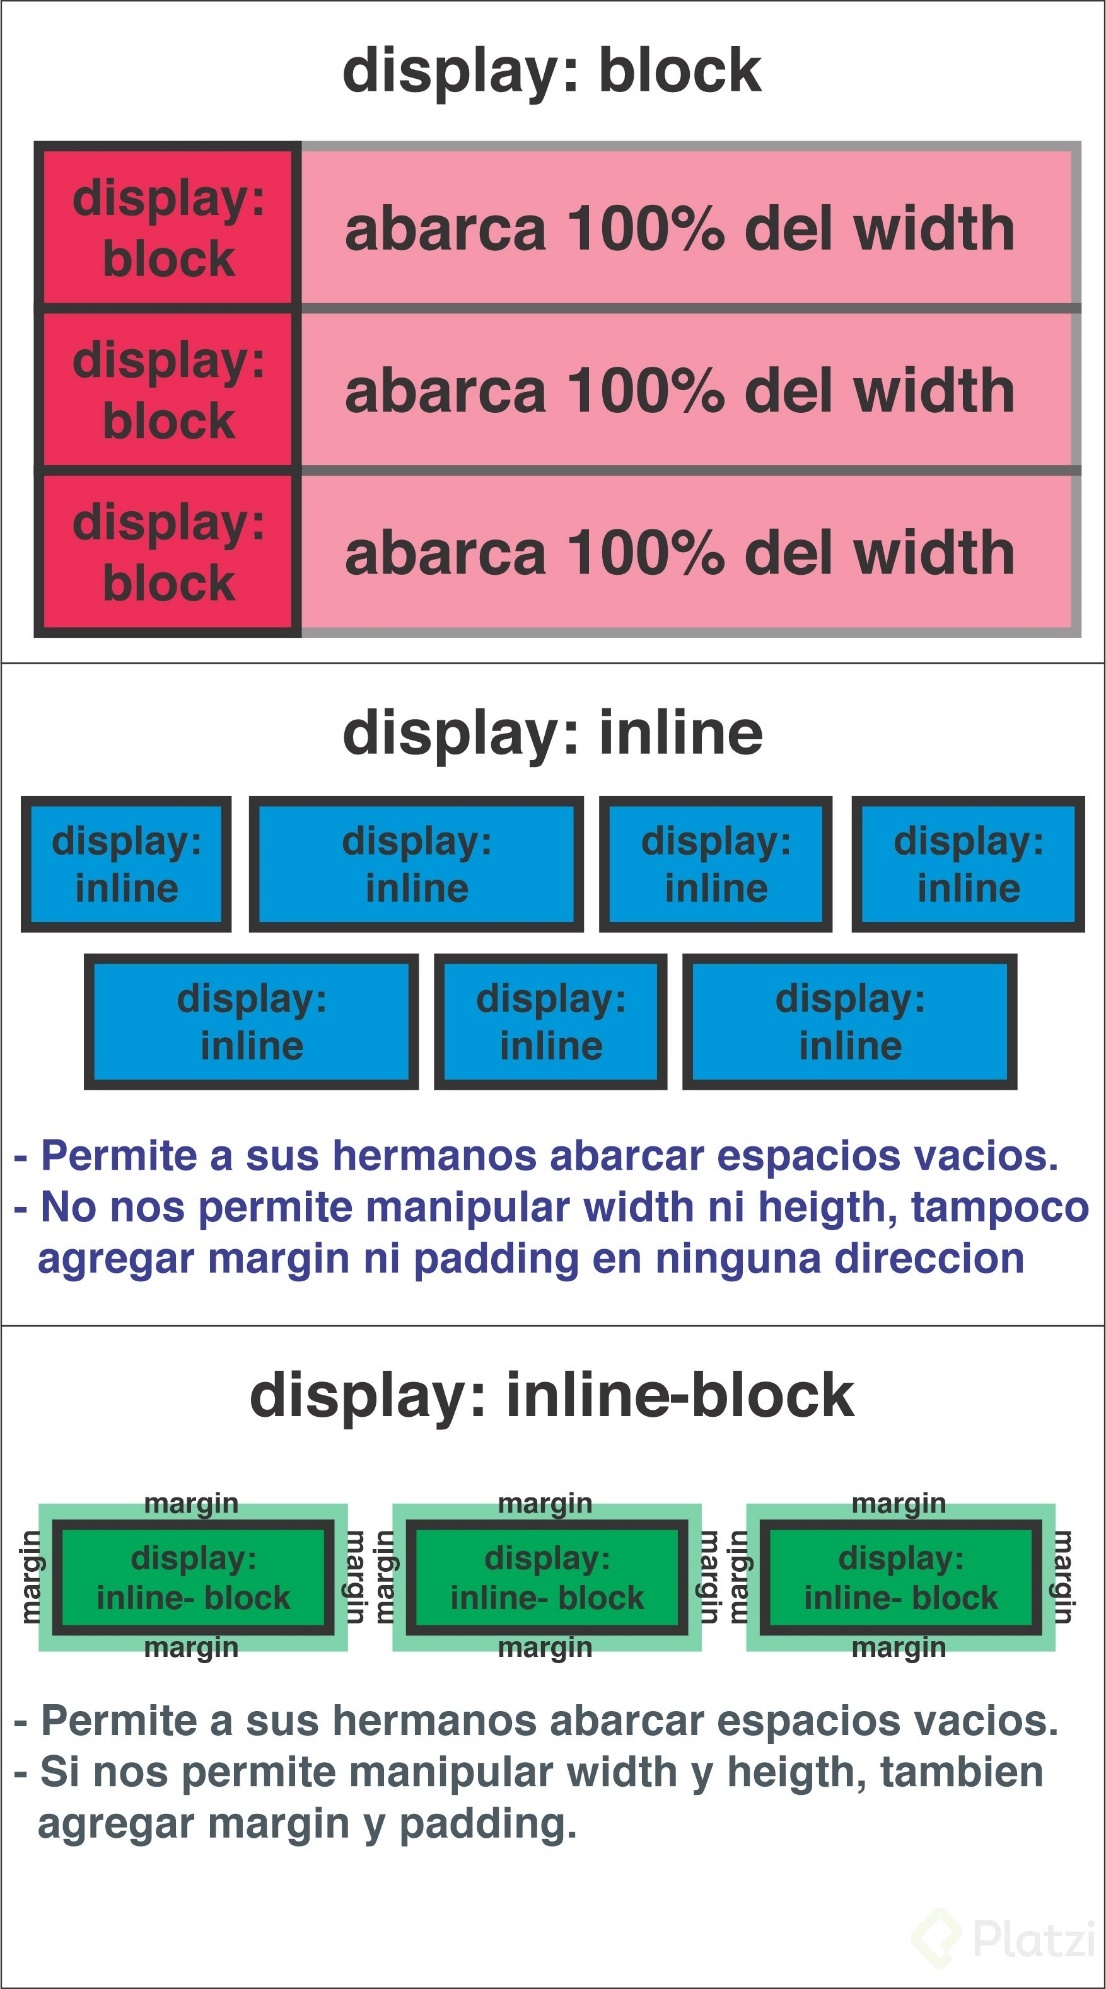 display: block
display:
block
abarca 100% del width
display:
block
abarca 100% del width
display:
block
abarca 100% del width
display: inline
display:
inline
display:
inline
display:
inline
display:
inline
display:
inline
display:
inline
display:
inline
- Permite a sus hermanos abarcar espacios vacios.
- No nos permite manipular width ni heigth, tampoco
agregar margin ni padding en ninguna direccion
display: inline-block
margin
margin
display:
inline- block
margin
margin
margin
margin
display:
inline- block
margin
margin
margin
margin
display:
inline- block
margin
margin
- Permite a sus hermanos abarcar espacios vacios.
- Si nos permite manipular width y heigth, tambien
agregar margin y padding.
Platzi